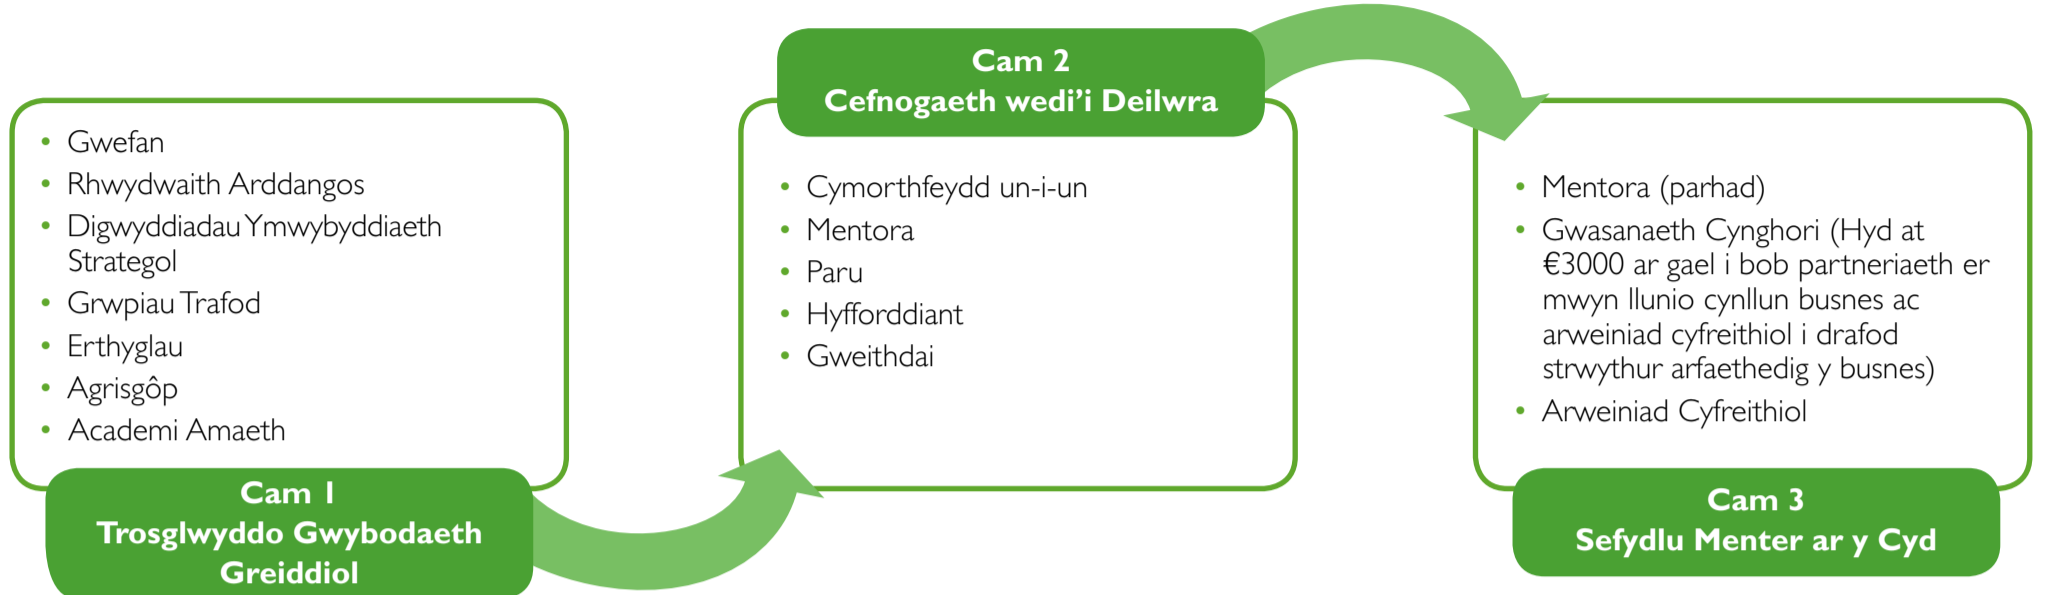 • Gwefan
• Rhwydwaith Arddangos
• Digwyddiadau Ymwybyddiaeth
Strategol
• Grwpiau Trafod
• Erthyglau
• Agrisgôp
• Academi Amaeth
Cam 1
Trosglwyddo Gwybodaeth
Greiddiol
Cam 2
Cefnogaeth wedi’i Deilwra
• Cymorthfeydd un-i-un
• Mentora
• Paru
• Hyfforddiant
• Gweithdai
• Mentora (parhad)
• Gwasanaeth Cynghori (Hyd at
€3000 ar gael i bob partneriaeth er
mwyn llunio cynllun busnes ac
arweiniad cyfreithiol i drafod
strwythur arfaethedig y busnes)
• Arweiniad Cyfreithiol
Cam 3
Sefydlu Menter ar y Cyd